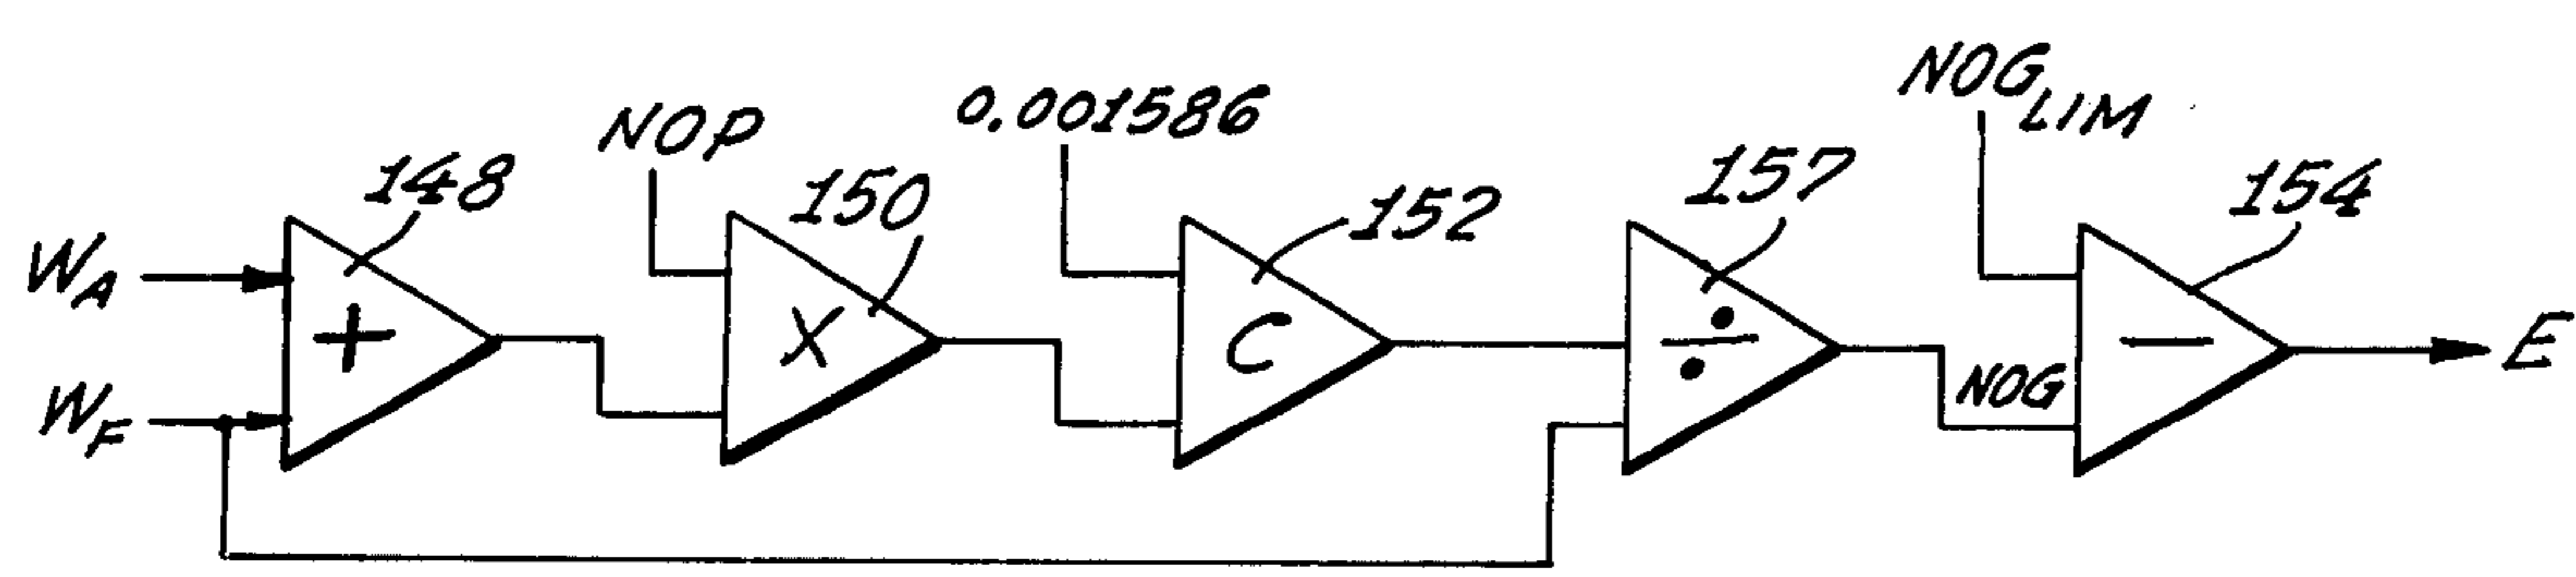 NOG LIM
0.001586
NOP
148
150
152
157
154
W A
+
X
C
÷
−
NOG
E
W F